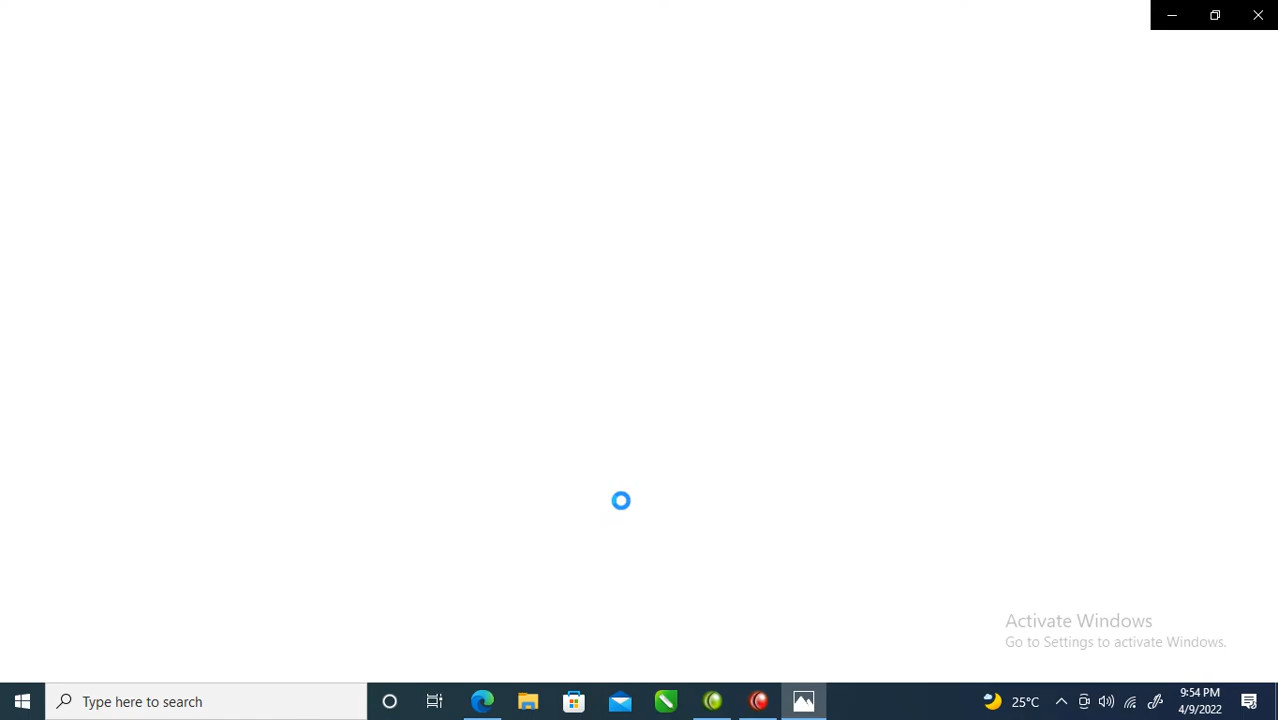 Activate Windows
Go to Settings to activate Windows.
Type here to search
25°C
9:54 PM
4/9/2022